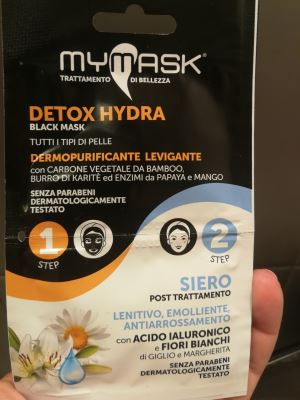 MYMASK
TRATTAMENTO DI BELLEZZA
DETOX HYDRA
BLACK MASK
TUTTI I TIPI DI PELLE
DERMOPURIFICANTE LEVIGANTE
con CARBONE VEGETALE DA BAMBOO,
BURRO DI KARITÈ ed ENZIMI da PAPAYA e MANGO
SENZA PARABENI
DERMATOLOGICAMENTE
TESTATO
1
STEP
2
STEP
SIERO
POST TRATTAMENTO
LENITIVO, EMOLLIENTE,
ANTIARROSSAMENTO
con ACIDO IALURONICO
e FIORI BIANCHI
di GIGLIO e MARGHERITA
SENZA PARABENI
DERMATOLOGICAMENTE
TESTATO